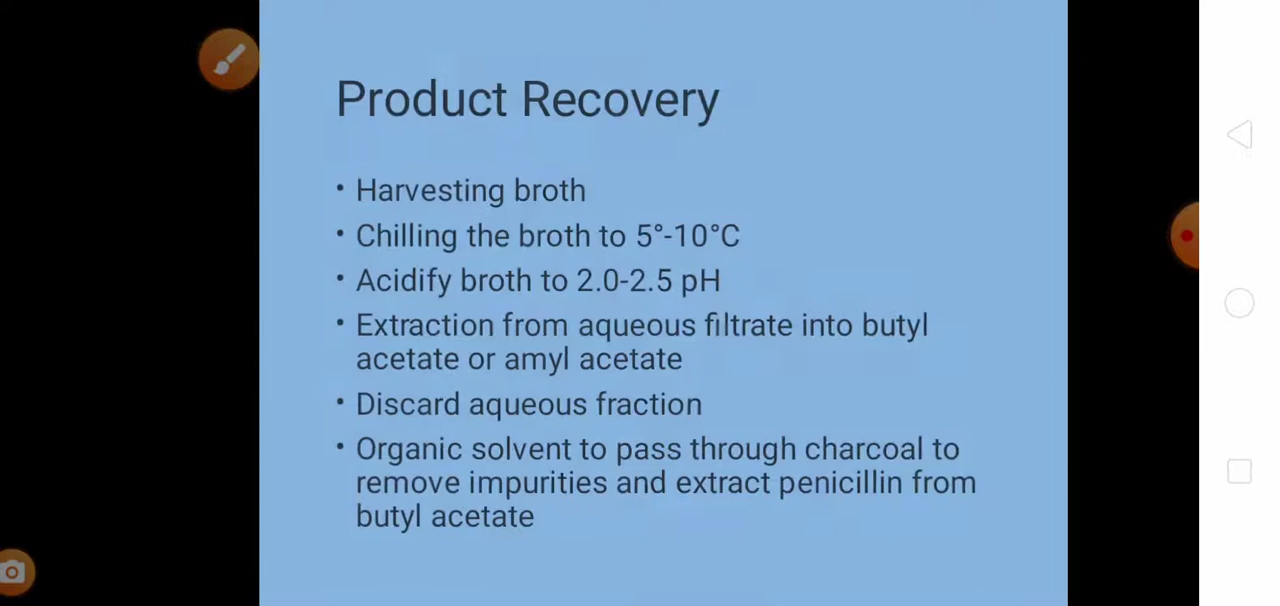 Product Recovery
• Harvesting broth
• Chilling the broth to 5°-10°C
• Acidify broth to 2.0-2.5 pH
• Extraction from aqueous filtrate into butyl
acetate or amyl acetate
• Discard aqueous fraction
• Organic solvent to pass through charcoal to
remove impurities and extract penicillin from
butyl acetate